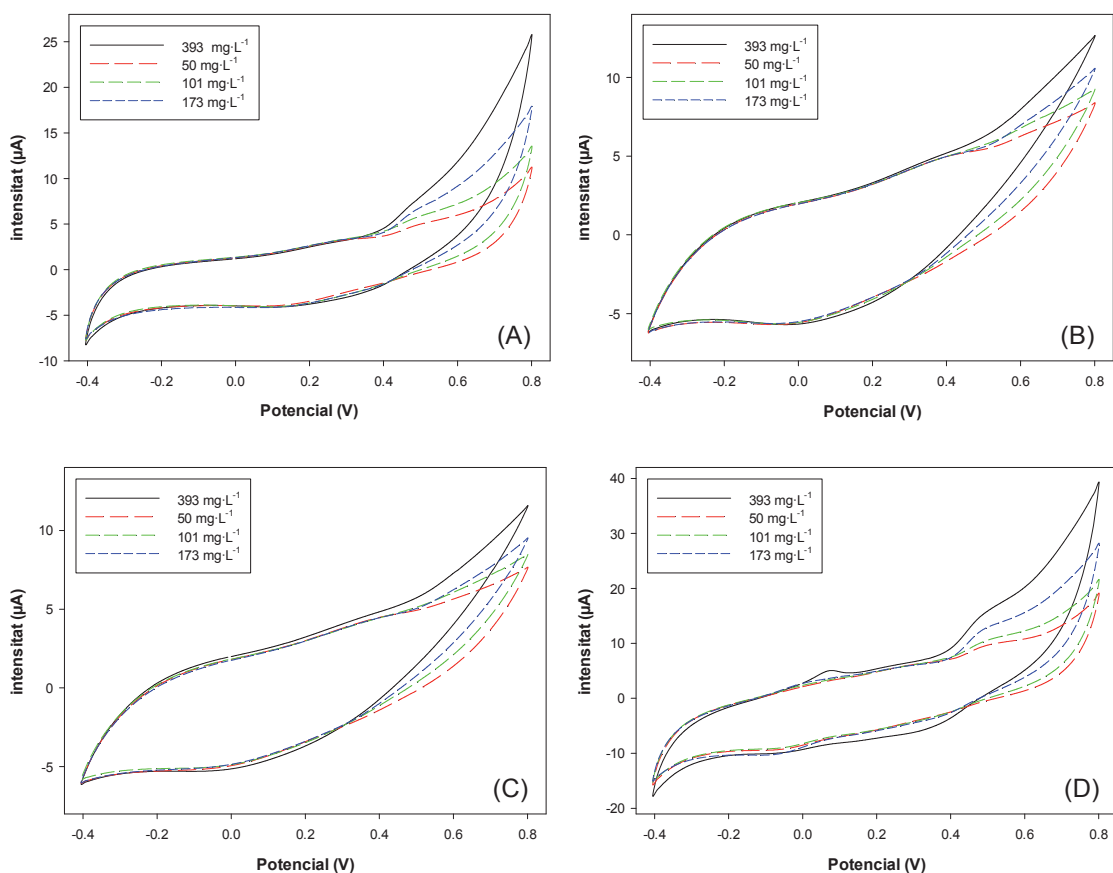 393 mg·L⁻¹
50 mg·L⁻¹
101 mg·L⁻¹
173 mg·L⁻¹
25
20
15
10
5
0
-5
-10
intensitat (µA)
(A)
-0.4 -0.2 0.0 0.2 0.4 0.6 0.8
Potencial (V)
393 mg·L⁻¹
50 mg·L⁻¹
101 mg·L⁻¹
173 mg·L⁻¹
10
5
0
-5
intensitat (µA)
(B)
-0.4 -0.2 0.0 0.2 0.4 0.6 0.8
Potencial (V)
393 mg·L⁻¹
50 mg·L⁻¹
101 mg·L⁻¹
173 mg·L⁻¹
10
5
0
-5
intensitat (µA)
(C)
-0.4 -0.2 0.0 0.2 0.4 0.6 0.8
Potencial (V)
393 mg·L⁻¹
50 mg·L⁻¹
101 mg·L⁻¹
173 mg·L⁻¹
40
30
20
10
0
-10
-20
intensitat (µA)
(D)
-0.4 -0.2 0.0 0.2 0.4 0.6 0.8
Potencial (V)